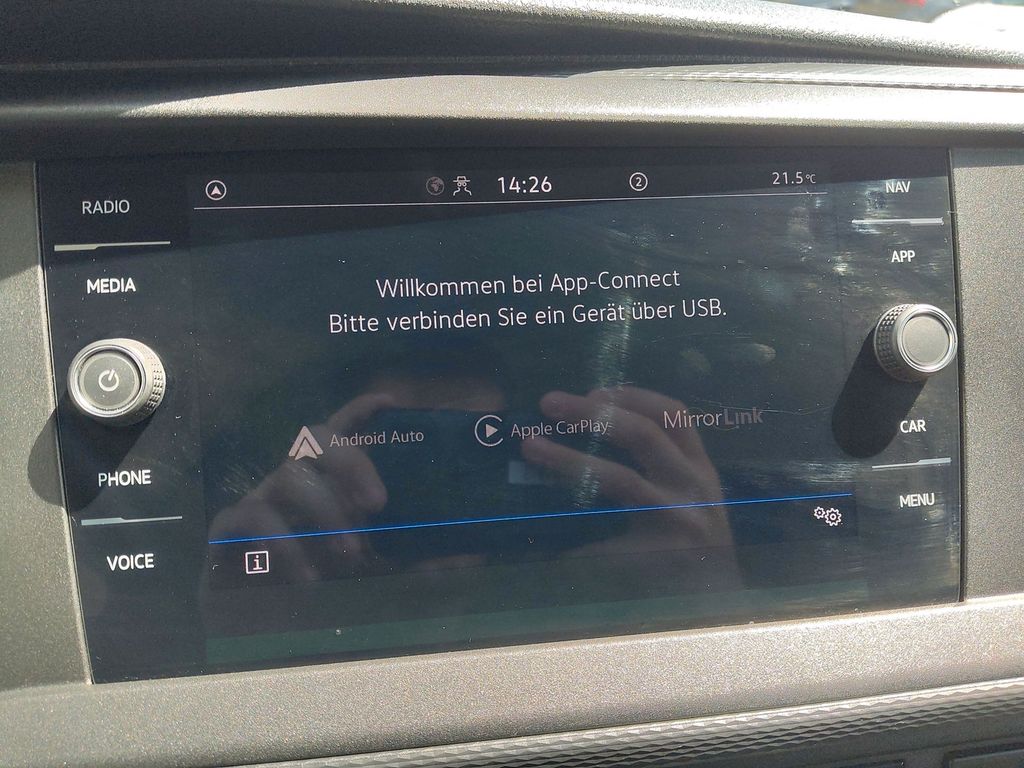 RADIO
MEDIA
PHONE
VOICE
14:26
2
21.5°C
Willkommen bei App-Connect
Bitte verbinden Sie ein Gerät über USB.
Android Auto
Apple CarPlay
MirrorLink
i
NAV
APP
CAR
MENU